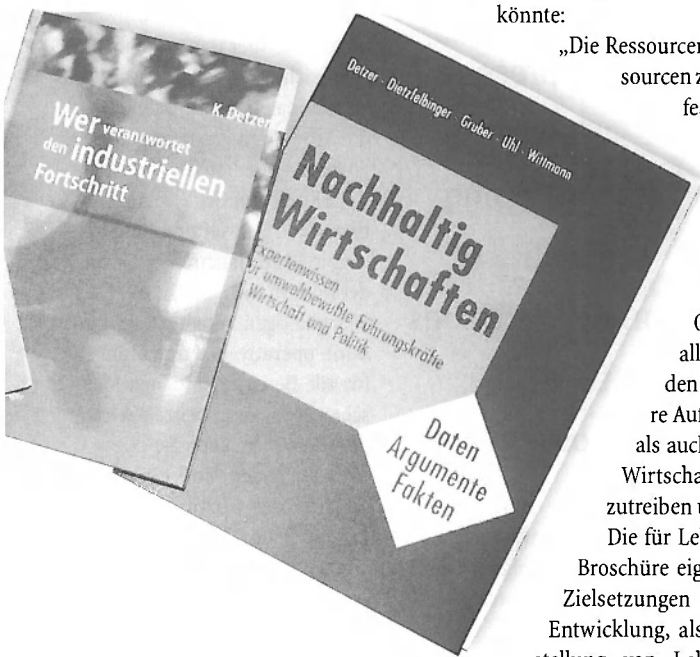 könnte:
„Die Ressourcen
sourcen
K. Detzer
Wer verantwortet
den industriellen
Fortschritt
Detzer · Dietzfelbinger · Gruber · Uhl · Wittmann
Nachhaltig
Wirtschaften
Expertenwissen
für umweltbewußte Führungskräfte
Wirtschaft und Politik
Daten
Argumente
Fakten
all
den
re Auf
als auch
Wirtscha
zutreiben u
Die für Le
Broschüre eig
Zielsetzungen
Entwicklung, als
stellung von